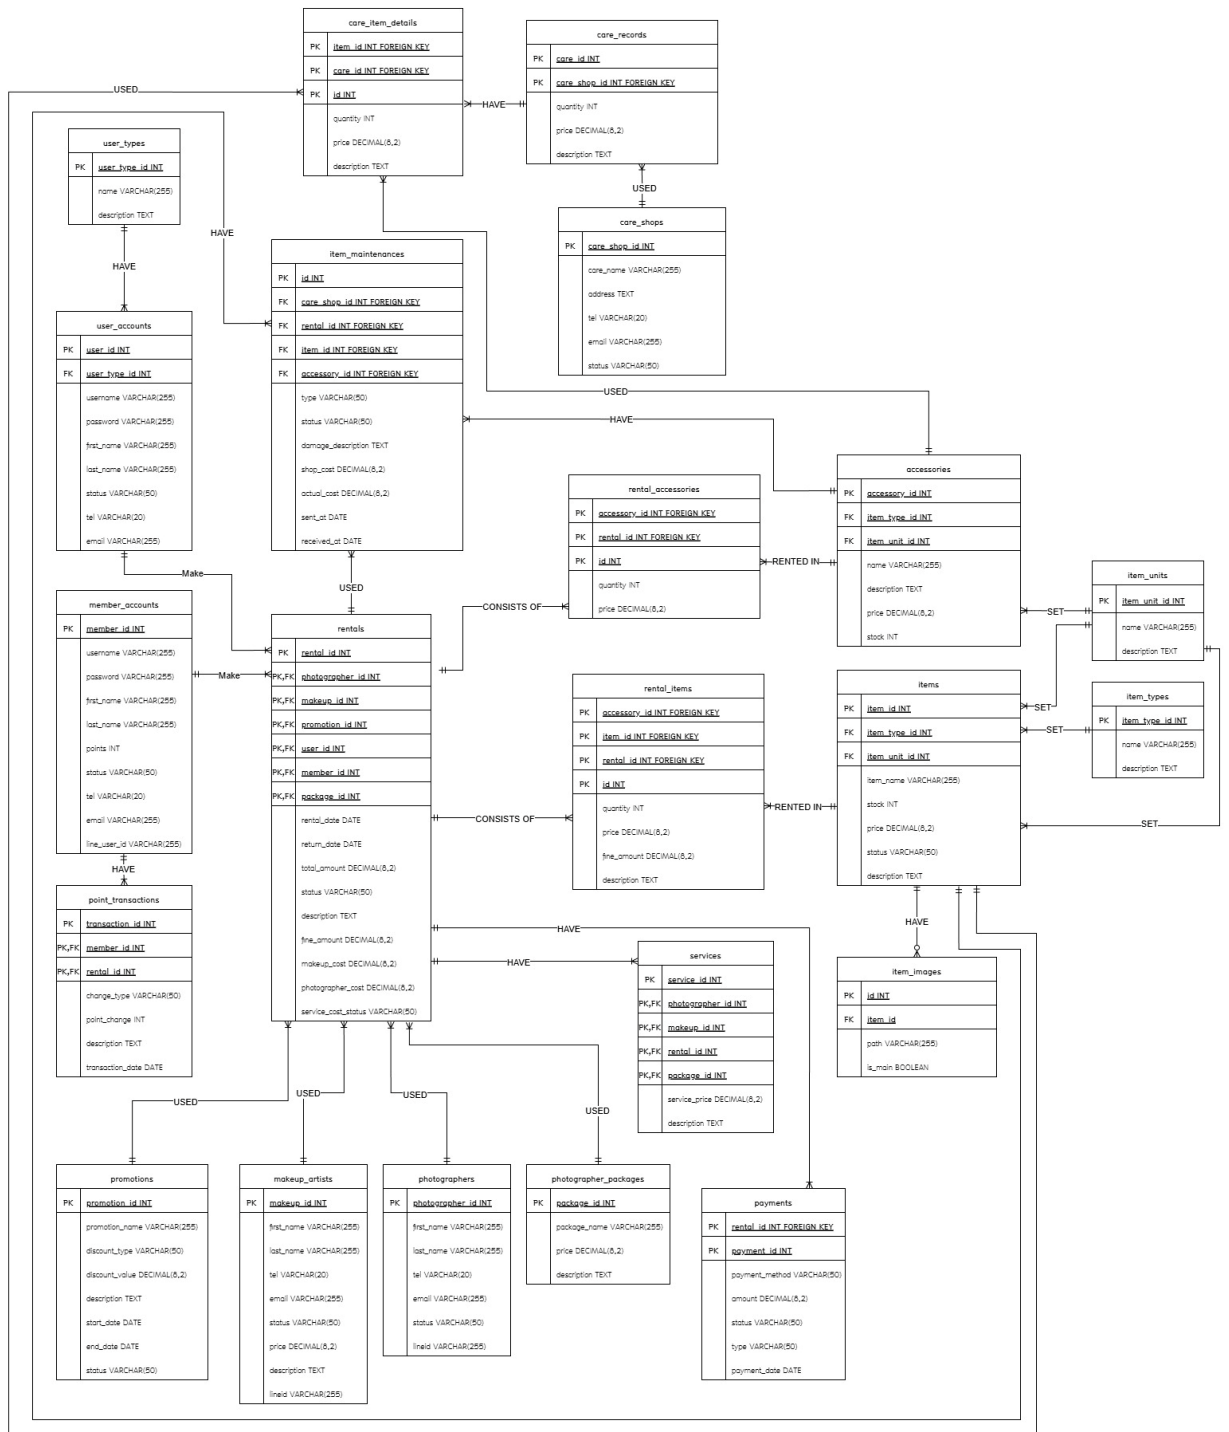 care_item_details
PK item_id INT FOREIGN KEY
PK care_id INT FOREIGN KEY
PK id INT
quantity INT
price DECIMAL(8,2)
description TEXT
care_records
PK care_id INT
PK care_shop_id INT FOREIGN KEY
quantity INT
price DECIMAL(8,2)
description TEXT
USED
HAVE
user_types
PK user_type_id INT
name VARCHAR(255)
description TEXT
USED
care_shops
PK care_shop_id INT
care_name VARCHAR(255)
address TEXT
tel VARCHAR(20)
email VARCHAR(255)
status VARCHAR(50)
HAVE
HAVE
item_maintenances
PK id INT
FK care_shop_id INT FOREIGN KEY
FK rental_id INT FOREIGN KEY
FK item_id INT FOREIGN KEY
FK accessory_id INT FOREIGN KEY
type VARCHAR(50)
status VARCHAR(50)
damage_description TEXT
shop_cost DECIMAL(8,2)
actual_cost DECIMAL(8,2)
sent_at DATE
received_at DATE
user_accounts
PK user_id INT
FK user_type_id INT
username VARCHAR(255)
password VARCHAR(255)
first_name VARCHAR(255)
last_name VARCHAR(255)
status VARCHAR(50)
tel VARCHAR(20)
email VARCHAR(255)
USED
HAVE
accessories
PK accessory_id INT
FK item_type_id INT
FK item_unit_id INT
name VARCHAR(255)
description TEXT
price DECIMAL(8,2)
stock INT
rental_accessories
PK accessory_id INT FOREIGN KEY
PK rental_id INT FOREIGN KEY
PK id INT
quantity INT
price DECIMAL(8,2)
RENTED IN
Make
USED
CONSISTS OF
item_units
PK item_unit_id INT
name VARCHAR(255)
description TEXT
SET
member_accounts
PK member_id INT
username VARCHAR(255)
password VARCHAR(255)
first_name VARCHAR(255)
last_name VARCHAR(255)
points INT
status VARCHAR(50)
tel VARCHAR(20)
email VARCHAR(255)
line_user_id VARCHAR(255)
Make
rentals
PK rental_id INT
PK,FK photographer_id INT
PK,FK makeup_id INT
PK,FK promotion_id INT
PK,FK user_id INT
PK,FK member_id INT
PK,FK package_id INT
rental_date DATE
return_date DATE
total_amount DECIMAL(8,2)
status VARCHAR(50)
description TEXT
fine_amount DECIMAL(8,2)
makeup_cost DECIMAL(8,2)
photographer_cost DECIMAL(8,2)
service_cost_status VARCHAR(50)
rental_items
PK accessory_id INT FOREIGN KEY
PK item_id INT FOREIGN KEY
PK rental_id INT FOREIGN KEY
PK id INT
quantity INT
price DECIMAL(8,2)
fine_amount DECIMAL(8,2)
description TEXT
items
PK item_id INT
FK item_type_id INT
FK item_unit_id INT
item_name VARCHAR(255)
stock INT
price DECIMAL(8,2)
status VARCHAR(50)
description TEXT
SET
SET
item_types
PK item_type_id INT
name VARCHAR(255)
description TEXT
RENTED IN
CONSISTS OF
SET
HAVE
point_transactions
PK transaction_id INT
PK,FK member_id INT
PK,FK rental_id INT
change_type VARCHAR(50)
point_change INT
description TEXT
transaction_date DATE
HAVE
HAVE
HAVE
services
PK service_id INT
PK,FK photographer_id INT
PK,FK makeup_id INT
PK,FK rental_id INT
PK,FK package_id INT
service_price DECIMAL(8,2)
description TEXT
item_images
PK id INT
FK item_id
path VARCHAR(255)
is_main BOOLEAN
USED
USED
USED
USED
promotions
PK promotion_id INT
promotion_name VARCHAR(255)
discount_type VARCHAR(50)
discount_value DECIMAL(8,2)
description TEXT
start_date DATE
end_date DATE
status VARCHAR(50)
makeup_artists
PK makeup_id INT
first_name VARCHAR(255)
last_name VARCHAR(255)
tel VARCHAR(20)
email VARCHAR(255)
status VARCHAR(50)
price DECIMAL(8,2)
description TEXT
lineid VARCHAR(255)
photographers
PK photographer_id INT
first_name VARCHAR(255)
last_name VARCHAR(255)
tel VARCHAR(20)
email VARCHAR(255)
status VARCHAR(50)
lineid VARCHAR(255)
photographer_packages
PK package_id INT
package_name VARCHAR(255)
price DECIMAL(8,2)
description TEXT
payments
PK rental_id INT FOREIGN KEY
PK payment_id INT
payment_method VARCHAR(50)
amount DECIMAL(8,2)
status VARCHAR(50)
type VARCHAR(50)
payment_date DATE